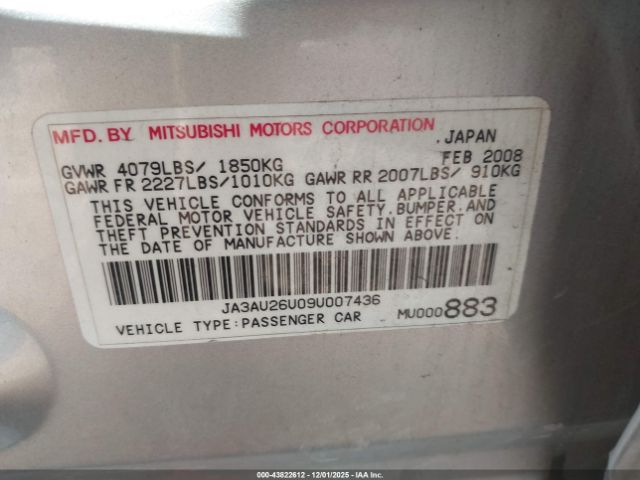 MFD. BY MITSUBISHI MOTORS CORPORATION JAPAN
GVWR 4079LBS/ 1850KG FEB 2008
GAWR FR 2227LBS/1010KG GAWR RR 2007LBS/ 910KG
THIS VEHICLE CONFORMS TO ALL APPLICABLE
FEDERAL MOTOR VEHICLE SAFETY,BUMPER,AND
THEFT PREVENTION STANDARDS IN EFFECT ON
THE DATE OF MANUFACTURE SHOWN ABOVE.
JA3AU26U09U007436
VEHICLE TYPE:PASSENGER CAR MU000883
000-43822612 - 12/01/2025 - IAAI, Inc.